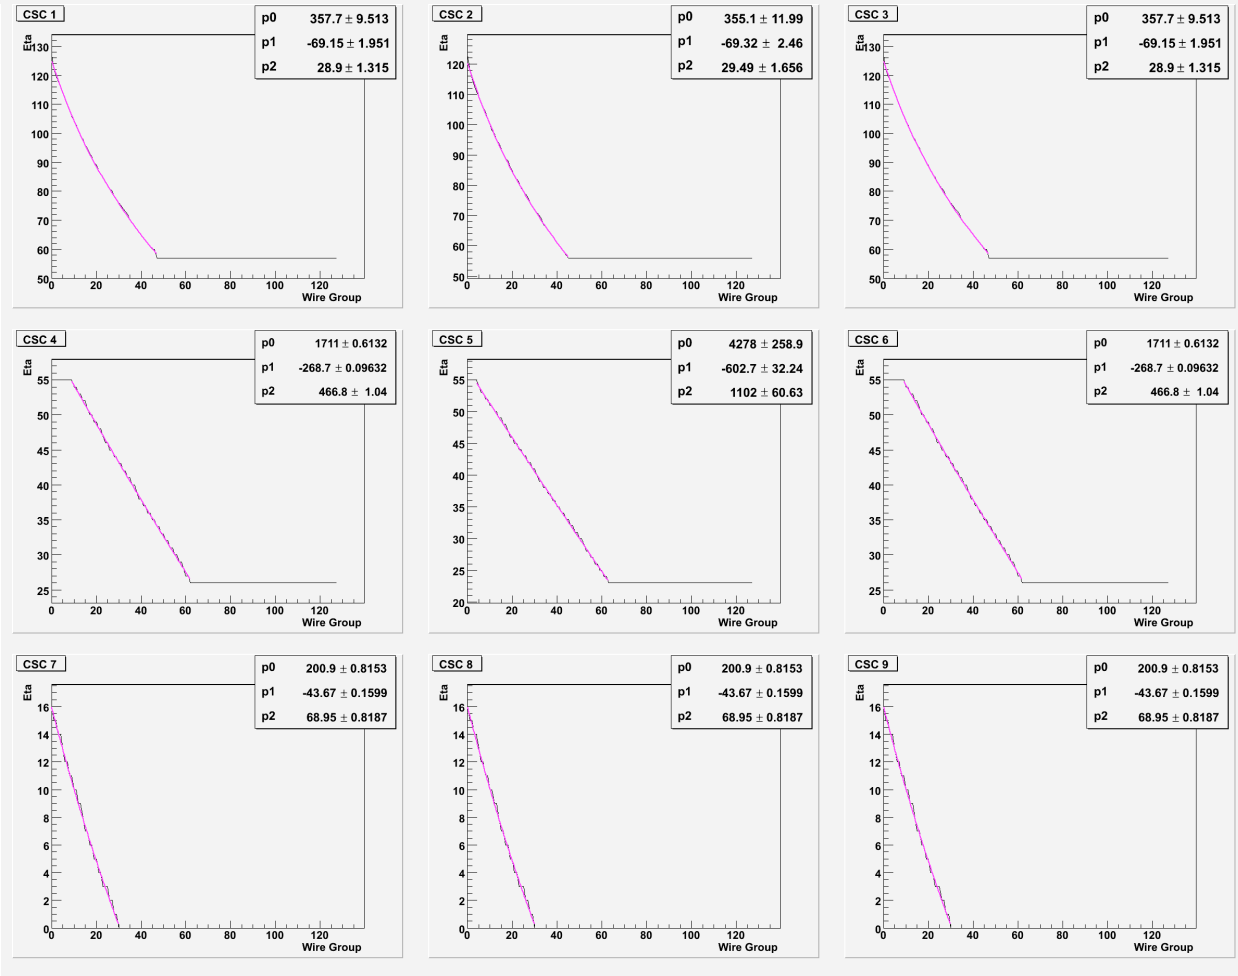 CSC 1
p0 357.7 ± 9.513
p1 -69.15 ± 1.951
p2 28.9 ± 1.315
Eta
130
120
110
100
90
80
70
60
50
0 20 40 60 80 100 120
Wire Group
CSC 2
p0 355.1 ± 11.99
p1 -69.32 ± 2.46
p2 29.49 ± 1.656
Eta
120
110
100
90
80
70
60
50
0 20 40 60 80 100 120
Wire Group
CSC 3
p0 357.7 ± 9.513
p1 -69.15 ± 1.951
p2 28.9 ± 1.315
Eta
130
120
110
100
90
80
70
60
50
0 20 40 60 80 100 120
Wire Group
CSC 4
p0 1711 ± 0.6132
p1 -268.7 ± 0.09632
p2 466.8 ± 1.04
Eta
55
50
45
40
35
30
25
0 20 40 60 80 100 120
Wire Group
CSC 5
p0 4278 ± 258.9
p1 -602.7 ± 32.24
p2 1102 ± 60.63
Eta
55
50
45
40
35
30
25
20
0 20 40 60 80 100 120
Wire Group
CSC 6
p0 1711 ± 0.6132
p1 -268.7 ± 0.09632
p2 466.8 ± 1.04
Eta
55
50
45
40
35
30
25
0 20 40 60 80 100 120
Wire Group
CSC 7
p0 200.9 ± 0.8153
p1 -43.67 ± 0.1599
p2 68.95 ± 0.8187
Eta
16
14
12
10
8
6
4
2
0
0 20 40 60 80 100 120
Wire Group
CSC 8
p0 200.9 ± 0.8153
p1 -43.67 ± 0.1599
p2 68.95 ± 0.8187
Eta
16
14
12
10
8
6
4
2
0
0 20 40 60 80 100 120
Wire Group
CSC 9
p0 200.9 ± 0.8153
p1 -43.67 ± 0.1599
p2 68.95 ± 0.8187
Eta
16
14
12
10
8
6
4
2
0
0 20 40 60 80 100 120
Wire Group